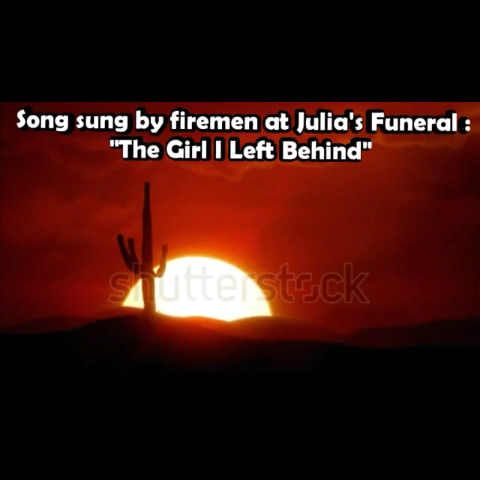 Song sung by firemen at Julia's Funeral :
"The Girl I Left Behind"
shutterstock